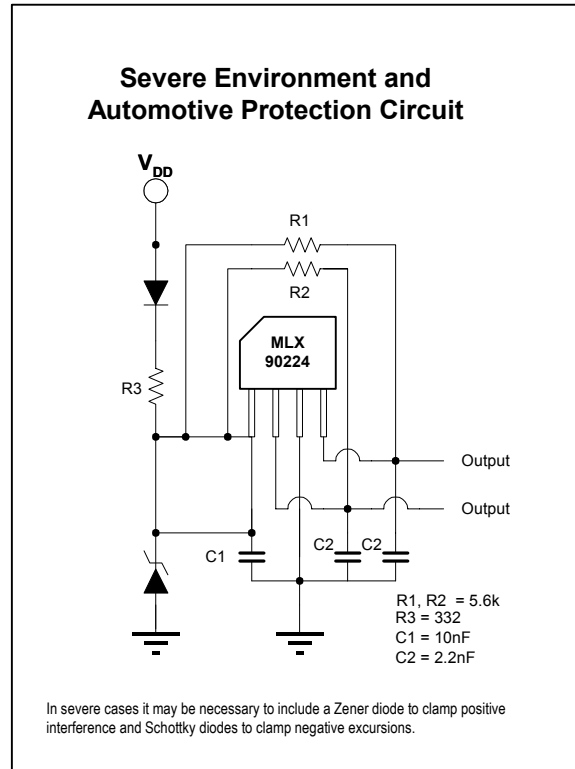 Severe Environment and
Automotive Protection Circuit
VDD
R1
R2
MLX
90224
R3
Output
Output
C1
C2
C2
R1, R2 = 5.6k
R3 = 332
C1 = 10nF
C2 = 2.2nF
In severe cases it may be necessary to include a Zener diode to clamp positive
interference and Schottky diodes to clamp negative excursions.